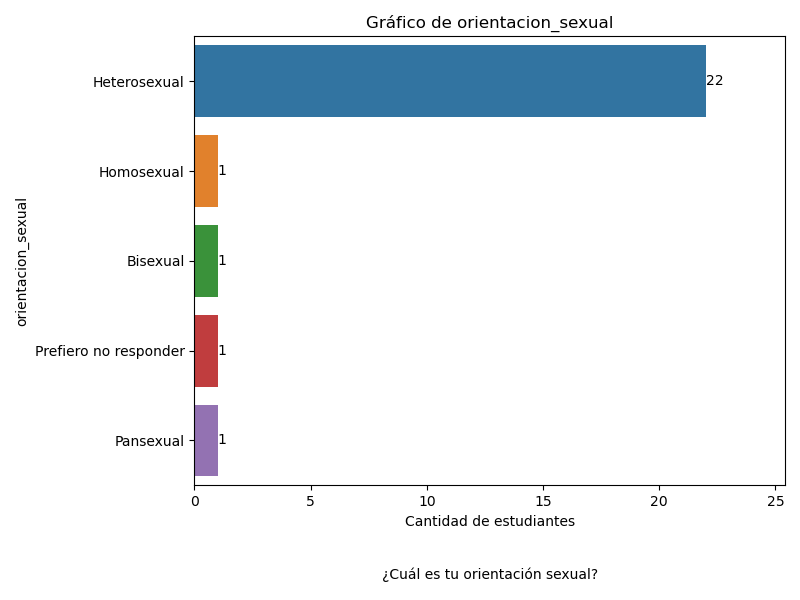 Gráfico de orientacion_sexual
orientacion_sexual
Heterosexual
22
Homosexual
1
Bisexual
1
Prefiero no responder
1
Pansexual
1
0 5 10 15 20 25
Cantidad de estudiantes
¿Cuál es tu orientación sexual?